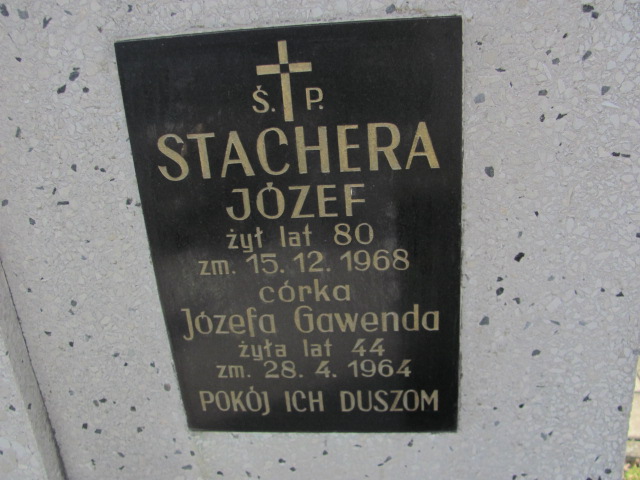 Ś. P.
STACHERA
JÓZEF
żył lat 80
zm. 15. 12. 1968
córka
Józefa Gawenda
żyła lat 44
zm. 28. 4. 1964
POKÓJ ICH DUSZOM